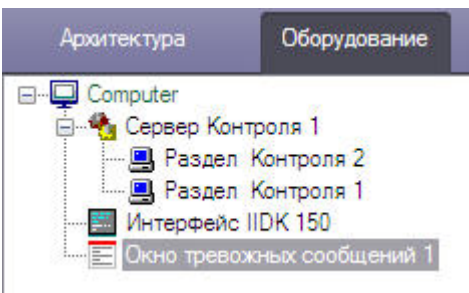 Архитектура Оборудование
Computer
Сервер Контроля 1
Раздел Контроля 2
Раздел Контроля 1
Интерфейс IIDK 150
Окно тревожных сообщений 1